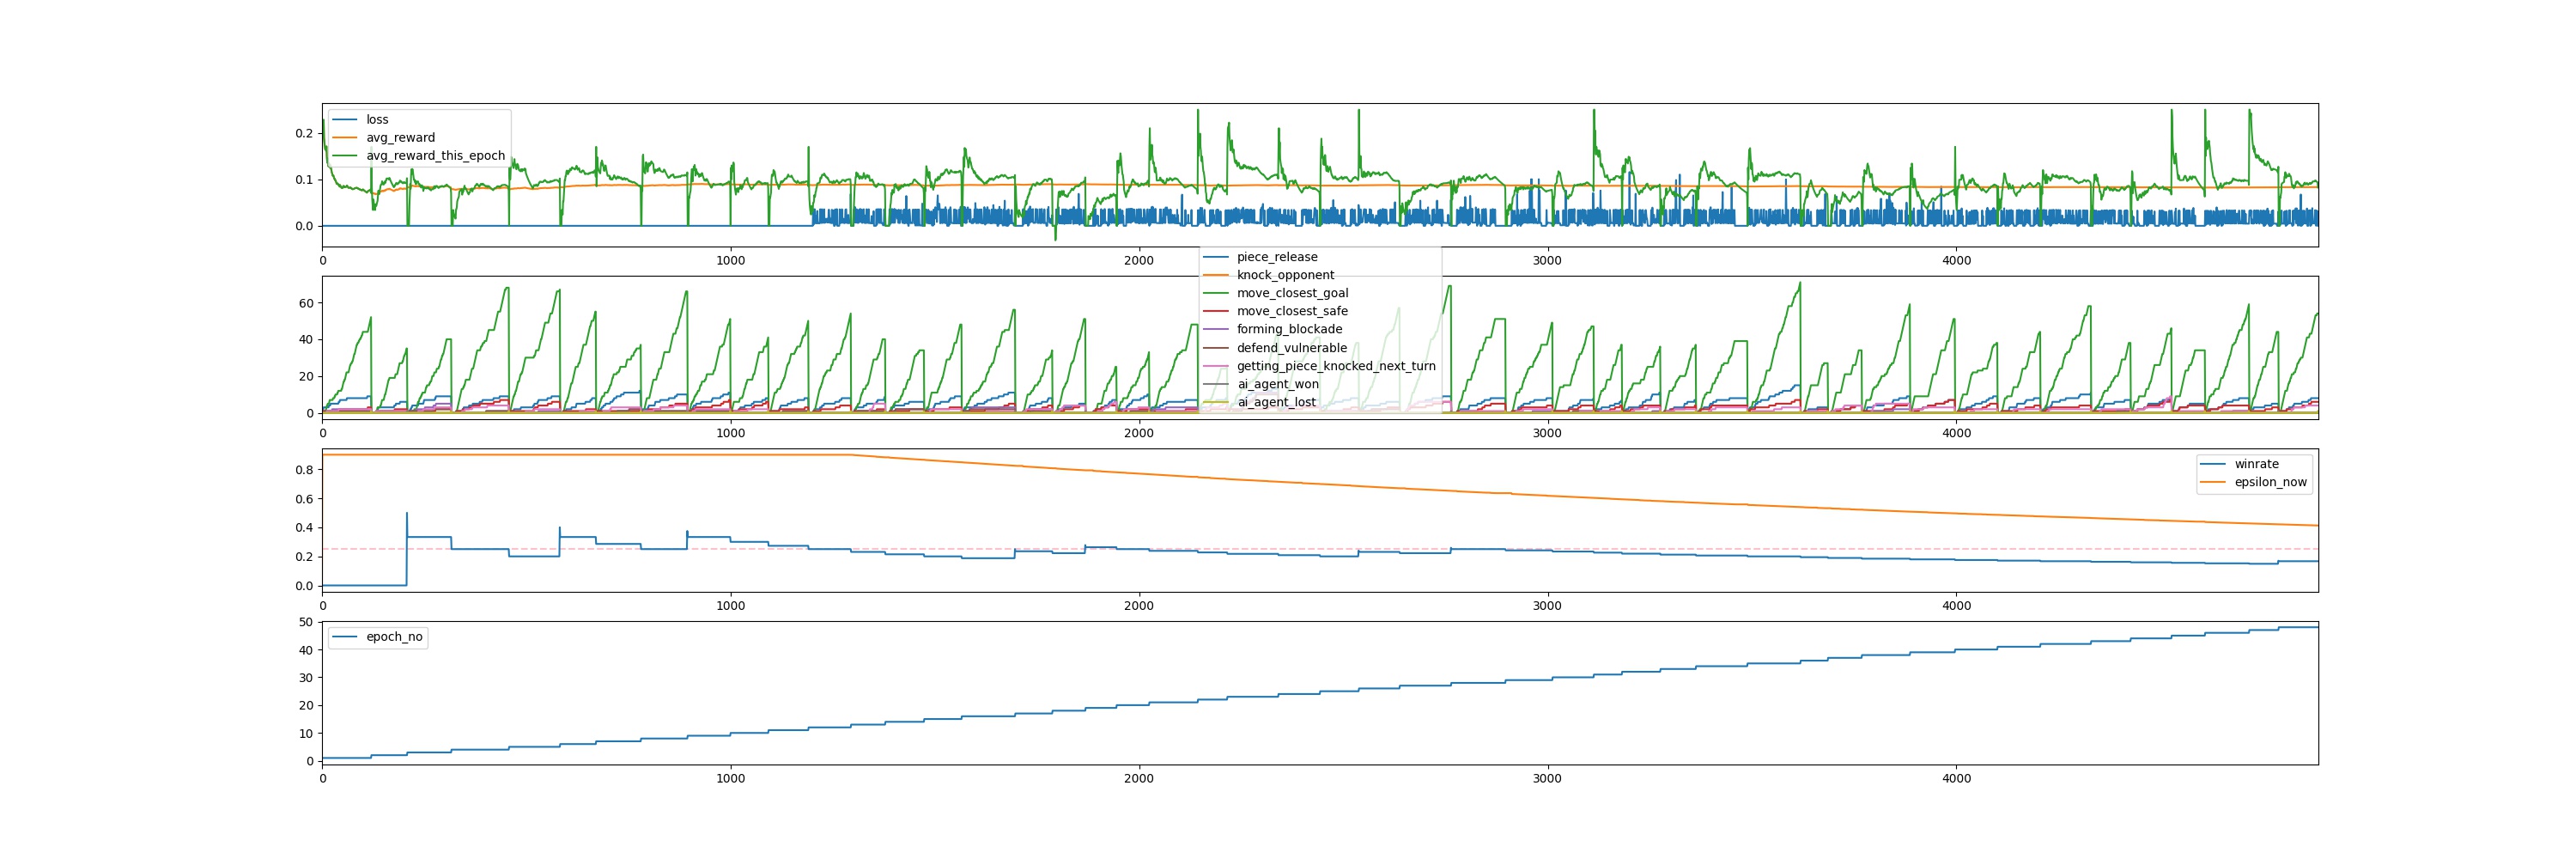 loss
avg_reward
avg_reward_this_epoch
0.2
0.1
0.0
0 1000 2000 3000 4000
piece_release
knock_opponent
move_closest_goal
move_closest_safe
forming_blockade
defend_vulnerable
getting_piece_knocked_next_turn
ai_agent_won
ai_agent_lost
60
40
20
0
0 1000 2000 3000 4000
winrate
epsilon_now
0.8
0.6
0.4
0.2
0.0
0 1000 2000 3000 4000
epoch_no
50
40
30
20
10
0
0 1000 2000 3000 4000